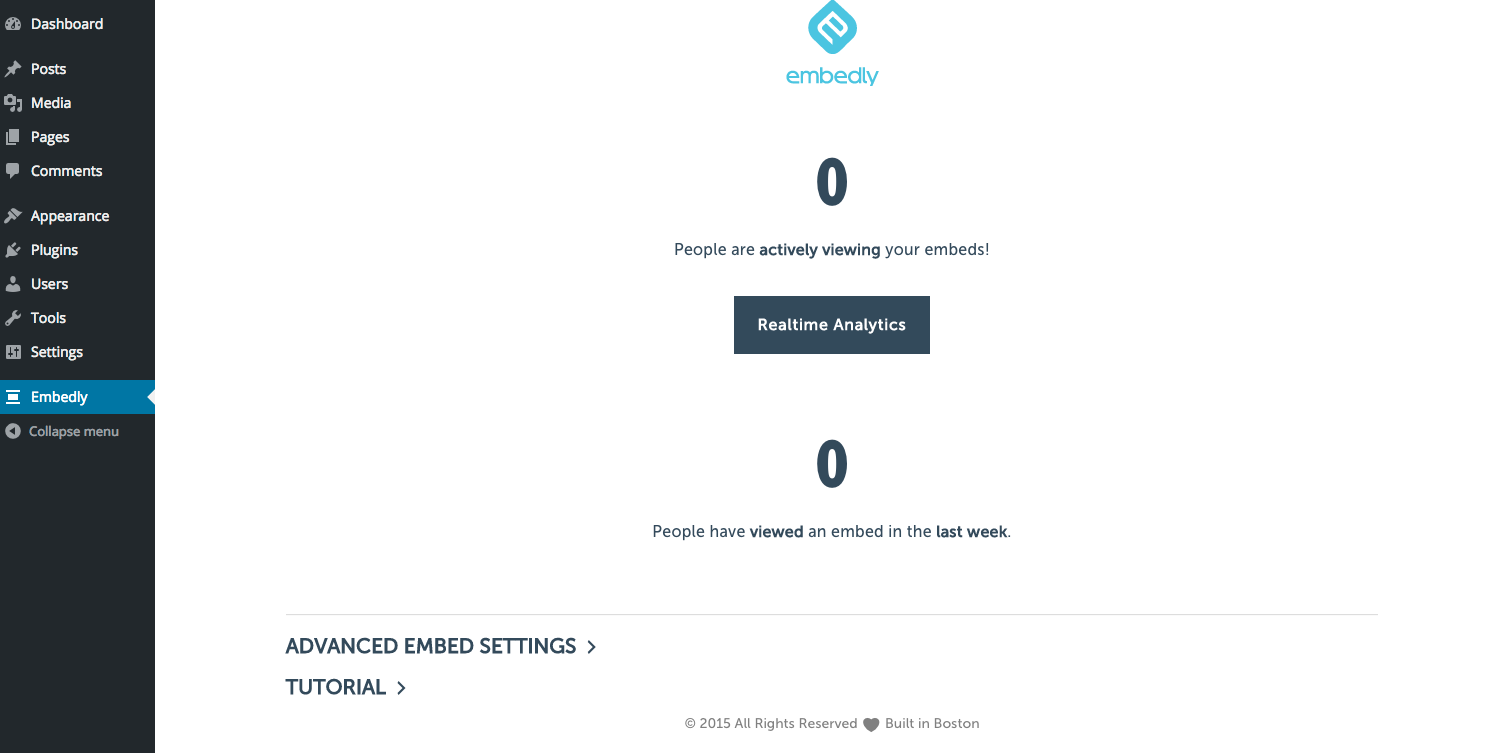 Dashboard
Posts
Media
Pages
Comments
Appearance
Plugins
Users
Tools
Settings
Embedly
Collapse menu
embedly
0
People are actively viewing your embeds!
Realtime Analytics
0
People have viewed an embed in the last week.
ADVANCED EMBED SETTINGS
TUTORIAL
© 2015 All Rights Reserved Built in Boston